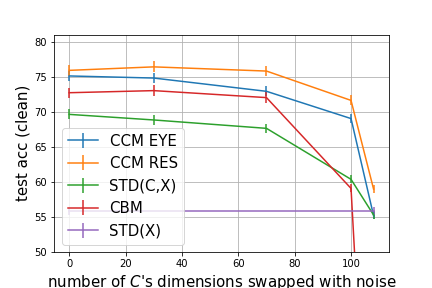 80
75
70
65
60
55
50
test acc (clean)
CCM EYE
CCM RES
STD(C,X)
CBM
STD(X)
0 20 40 60 80 100
number of C's dimensions swapped with noise